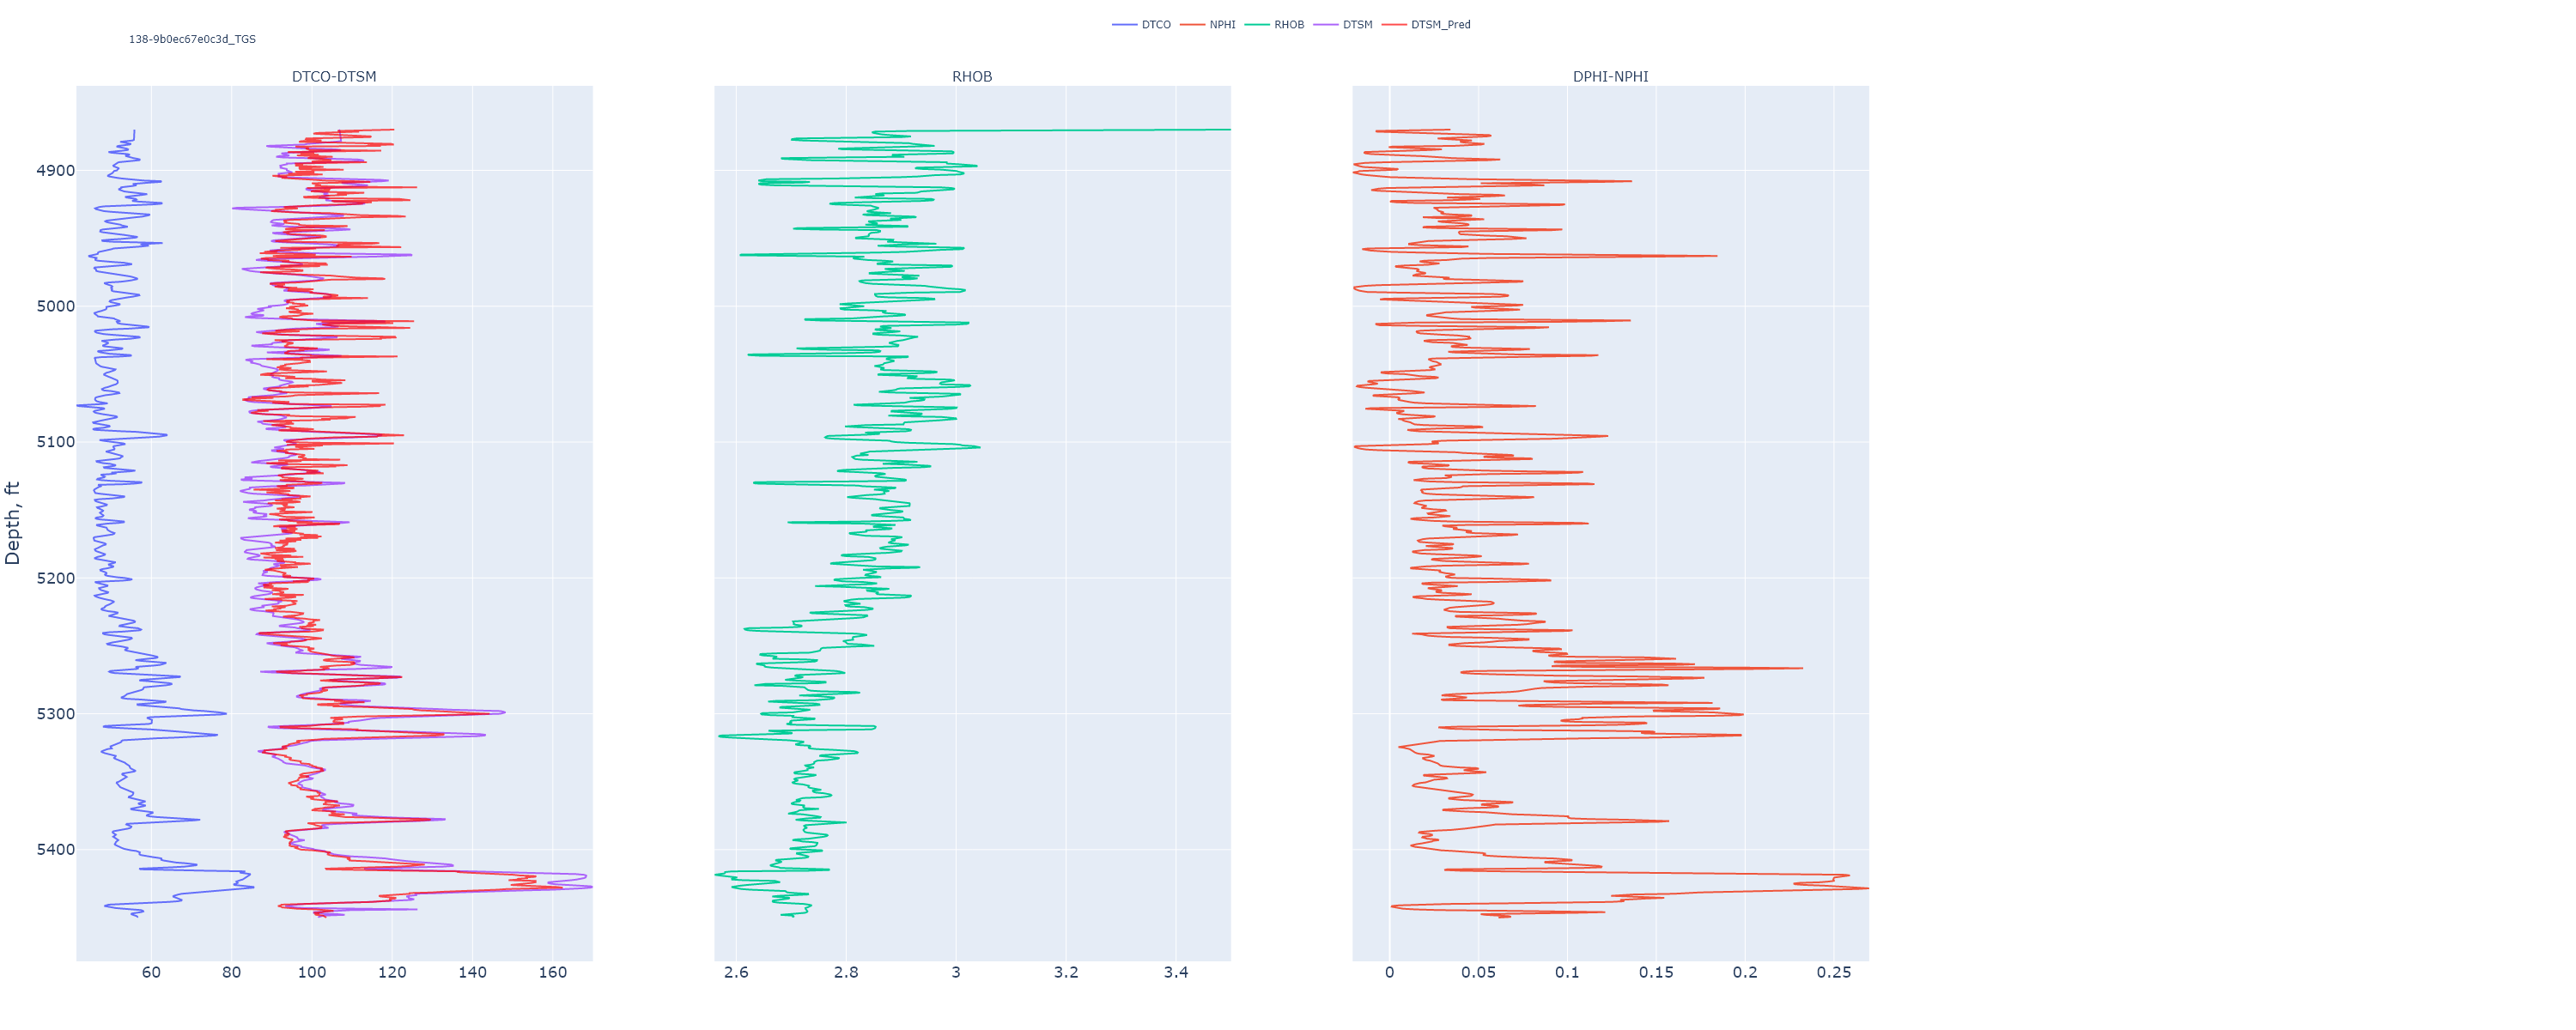 DTCO NPHI RHOB DTSM DTSM_Pred
138-9b0ec67e0c3d_TGS
DTCO-DTSM RHOB DPHI-NPHI
4900
5000
5100
5200
5300
5400
Depth, ft
60 80 100 120 140 160
2.6 2.8 3 3.2 3.4
0 0.05 0.1 0.15 0.2 0.25